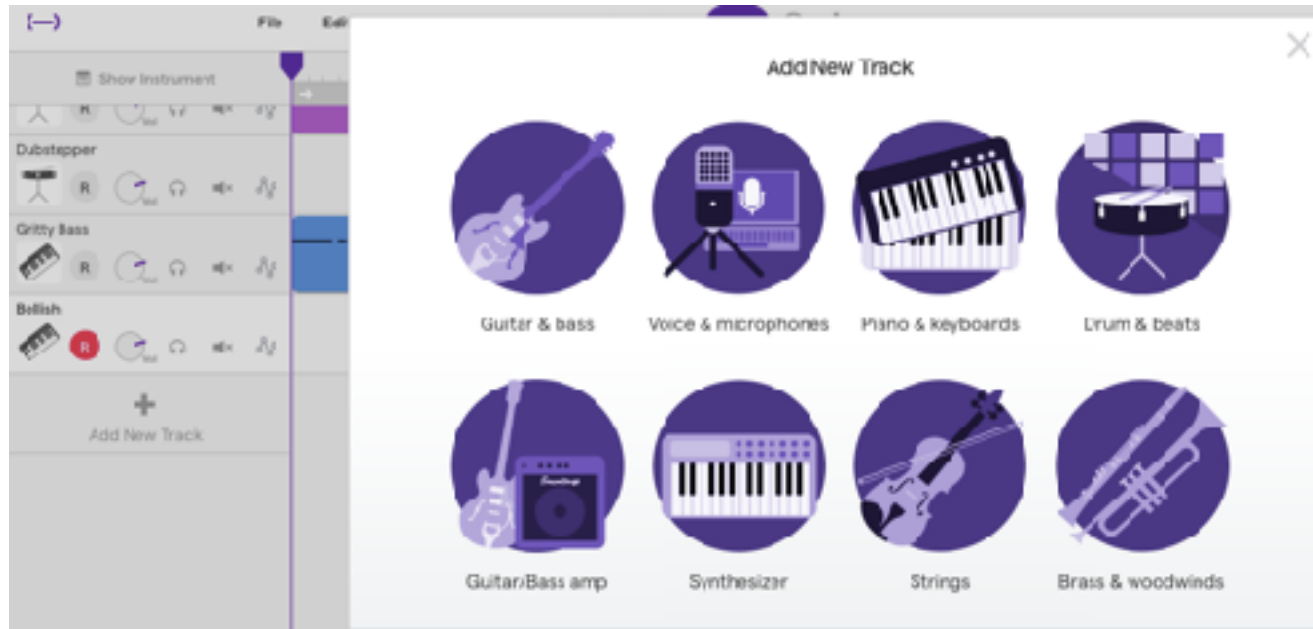 File Edit
Add New Track
Show Instrument
R
Dubstepper
R
Gritty Bass
R
Bellish
R
Add New Track
Guitar & bass
Voice & microphones
Piano & keyboards
Drum & beats
Guitar/Bass amp
Synthesizer
Strings
Brass & woodwinds